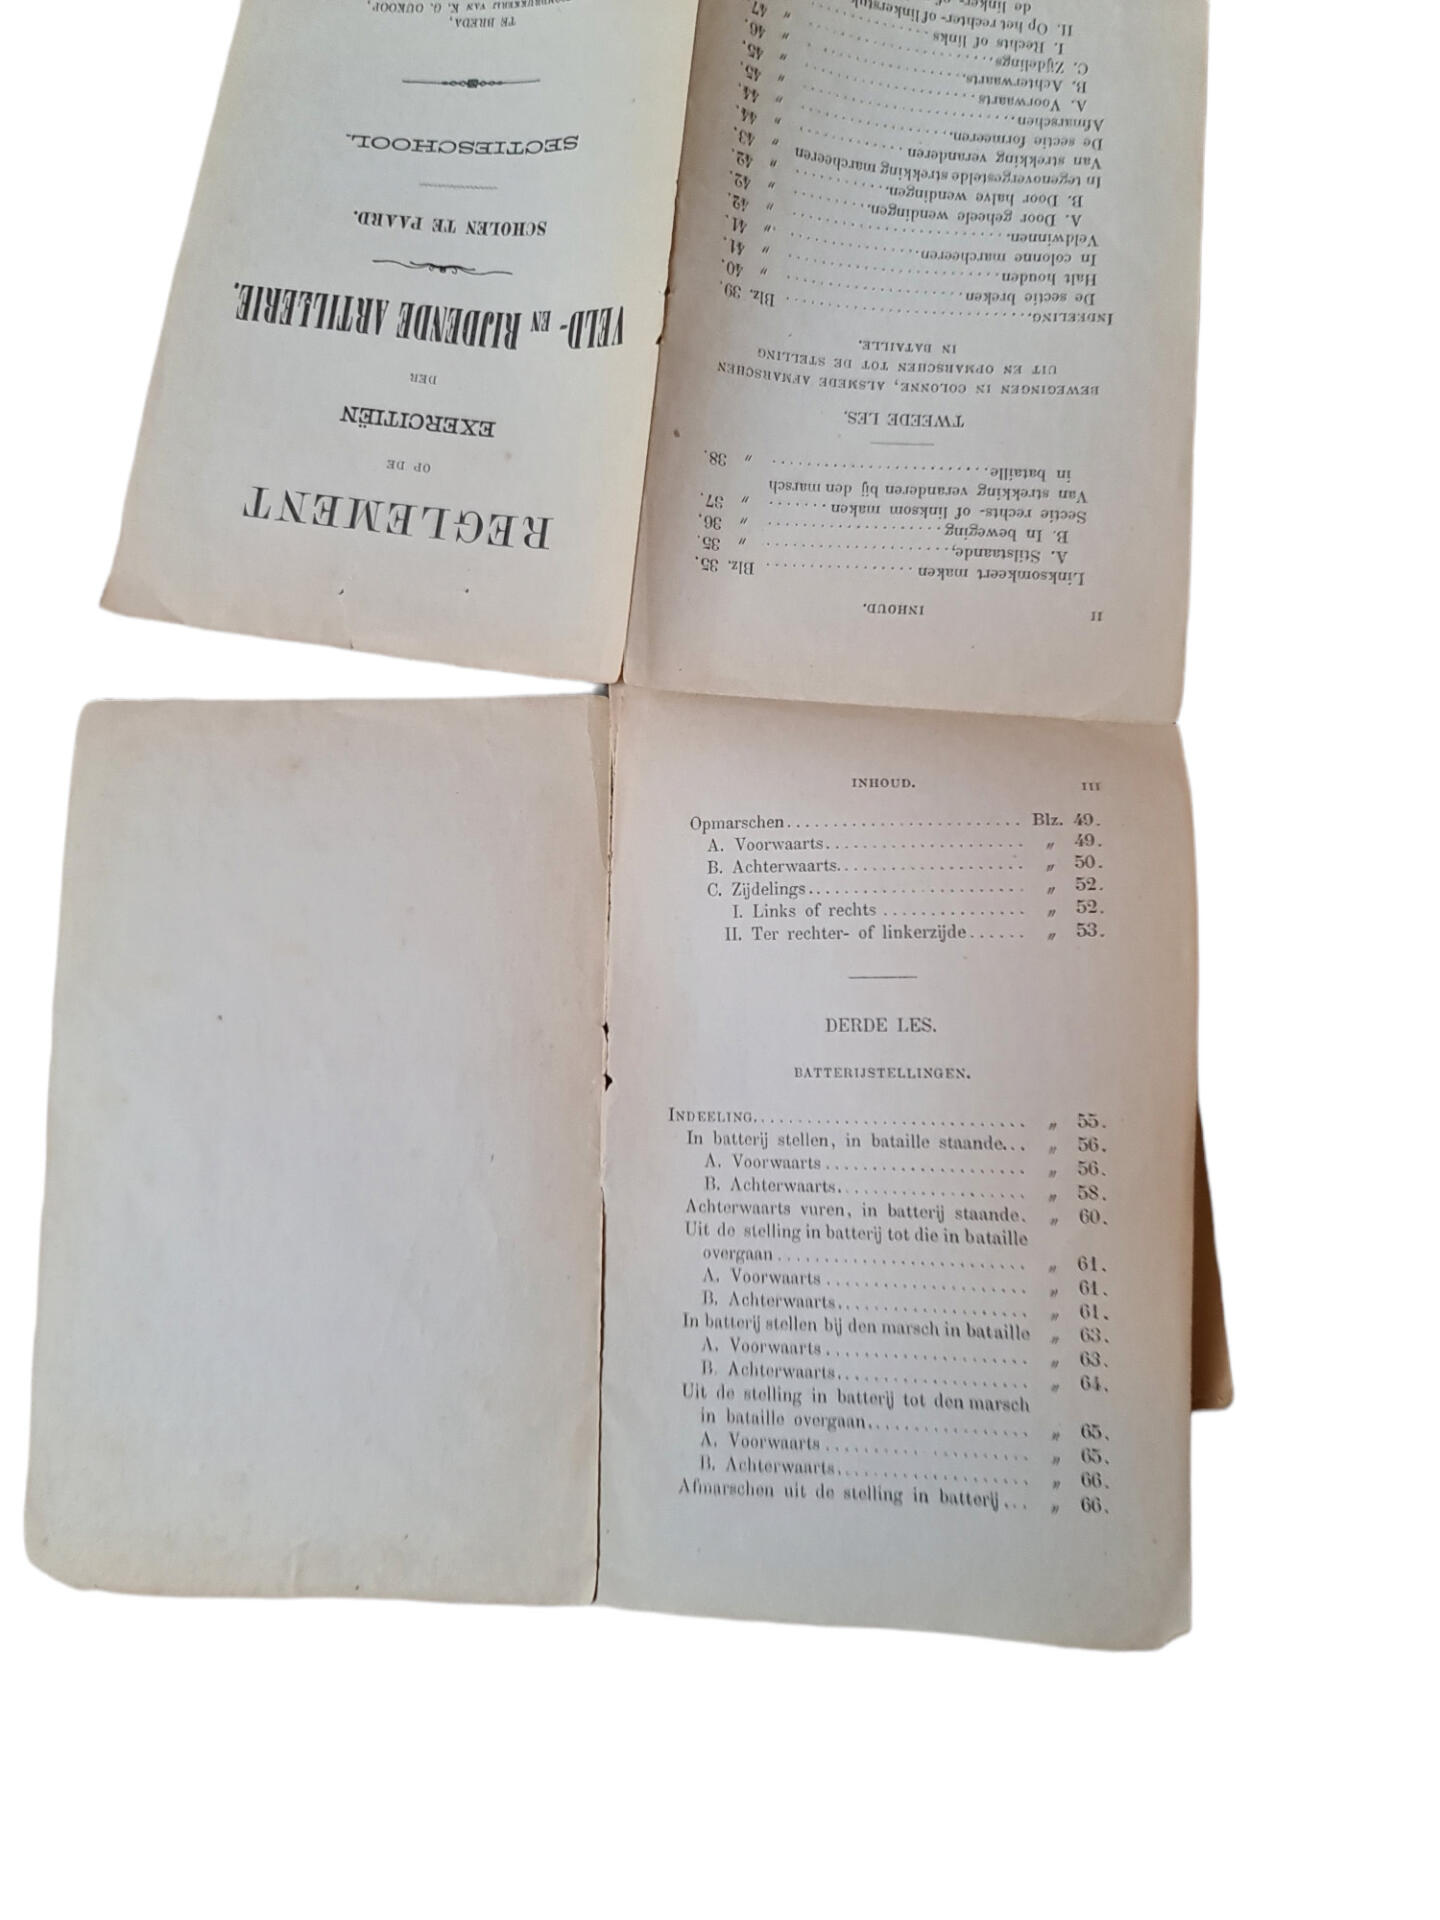 REGLEMENT
OP DE
EXERCITIËN
DER
VELD- EN RIJDENDE ARTILLERIE.
SCHOLEN TE PAARD.
SECTIESCHOOL.
TE BREDA,
VAN K. G. OUKOOP,
II INHOUD.
Linksomkeert maken . . . . . . . . . . . . . . . . . Blz. 35.
A. Stilstaande, . . . . . . . . . . . . . . . . . . . . . . „ 35.
B. In beweging . . . . . . . . . . . . . . . . . . . . . „ 36.
Sectie rechts- of linksom maken . . . . . . . „ 37.
Van strekking veranderen bij den marsch
in bataille. . . . . . . . . . . . . . . . . . . . . . . . . „ 38.
TWEEDE LES.
BEWEGINGEN IN COLONNE, ALSMEDE AFMARSCHEN
UIT EN OPMARSCHEN TOT DE STELLING
IN BATAILLE.
INDEELING. . . . . . . . . . . . . . . . . . . . . . . . . . . Blz. 39.
De sectie breken . . . . . . . . . . . . . . . . . . . . . „ 40.
Halt houden . . . . . . . . . . . . . . . . . . . . . . . . „ 41.
In colonne marcheeren . . . . . . . . . . . . . . . „ 41.
Veldwinnen. . . . . . . . . . . . . . . . . . . . . . . . . „ 42.
A. Door geheele wendingen. . . . . . . . . . „ 42.
B. Door halve wendingen. . . . . . . . . . . . „ 42.
In tegenovergestelde strekking marcheeren „ 43.
Van strekking veranderen . . . . . . . . . . . . „ 44.
De sectie formeeren. . . . . . . . . . . . . . . . . . „ 44.
Afmarschen . . . . . . . . . . . . . . . . . . . . . . . . „ 45.
A. Voorwaarts . . . . . . . . . . . . . . . . . . . . „ 45.
B. Achterwaarts. . . . . . . . . . . . . . . . . . . „ 46.
C. Zijdelings . . . . . . . . . . . . . . . . . . . . . . „ 47.
I. Rechts of links . . . . . . . . . . . . . . .
II. Op het rechter- of linkerstuk
INHOUD. III
Opmarschen . . . . . . . . . . . . . . . . . . . . . . . . . Blz. 49.
A. Voorwaarts . . . . . . . . . . . . . . . . . . . . . „ 49.
B. Achterwaarts. . . . . . . . . . . . . . . . . . . . „ 50.
C. Zijdelings . . . . . . . . . . . . . . . . . . . . . . . „ 52.
I. Links of rechts . . . . . . . . . . . . . . . „ 52.
II. Ter rechter- of linkerzijde . . . . . . „ 53.
DERDE LES.
BATTERIJSTELLINGEN.
INDEELING. . . . . . . . . . . . . . . . . . . . . . . . . . . . . „ 55.
In batterij stellen, in bataille staande. . . „ 56.
A. Voorwaarts . . . . . . . . . . . . . . . . . . . . . „ 56.
B. Achterwaarts. . . . . . . . . . . . . . . . . . . . „ 58.
Achterwaarts vuren, in batterij staande. „ 60.
Uit de stelling in batterij tot die in bataille
overgaan . . . . . . . . . . . . . . . . . . . . . . . . . . „ 61.
A. Voorwaarts . . . . . . . . . . . . . . . . . . . . . „ 61.
B. Achterwaarts. . . . . . . . . . . . . . . . . . . . „ 61.
In batterij stellen bij den marsch in bataille „ 63.
A. Voorwaarts . . . . . . . . . . . . . . . . . . . . . „ 63.
B. Achterwaarts. . . . . . . . . . . . . . . . . . . . „ 64.
Uit de stelling in batterij tot den marsch
in bataille overgaan. . . . . . . . . . . . . . . . . „ 65.
A. Voorwaarts . . . . . . . . . . . . . . . . . . . . . „ 65.
B. Achterwaarts. . . . . . . . . . . . . . . . . . . . „ 66.
Afmarschen uit de stelling in batterij . . . „ 66.